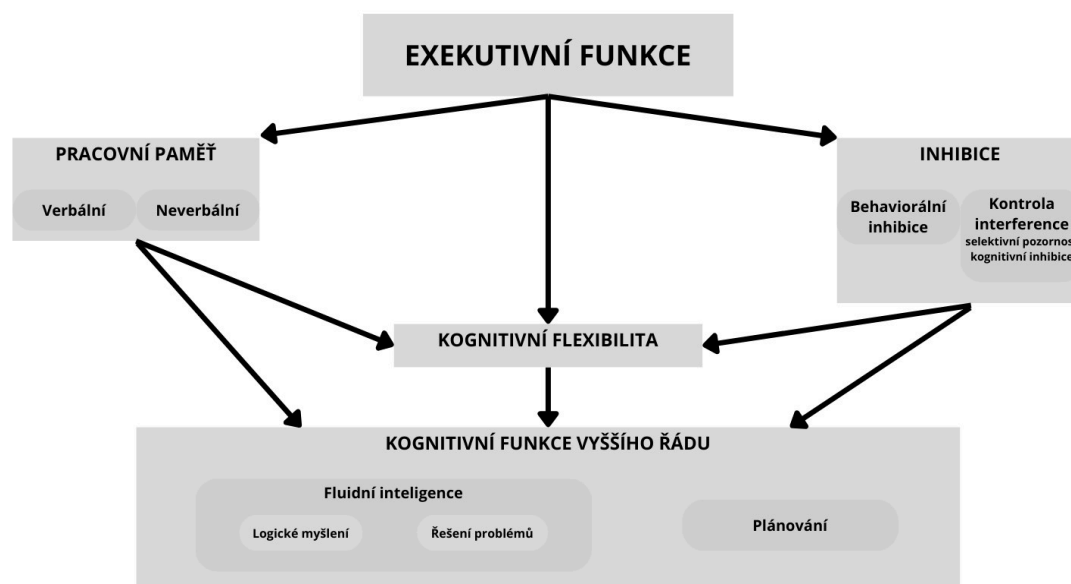 EXEKUTIVNÍ FUNKCE
PRACOVNÍ PAMĚŤ
Verbální
Neverbální
INHIBICE
Behaviorální
inhibice
Kontrola
interference
selektivní pozornos
kognitivní inhibice
KOGNITIVNÍ FLEXIBILITA
KOGNITIVNÍ FUNKCE VYŠŠÍHO ŘÁDU
Fluidní inteligence
Logické myšlení
Řešení problémů
Plánování